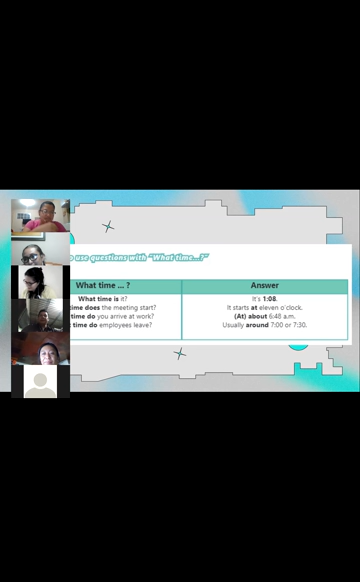 o use questions with "What time...?"
What time ... ? Answer
What time is it? It's 1:08.
time does the meeting start? It starts at eleven o'clock.
time do you arrive at work? (At) about 6:48 a.m.
t time do employees leave? Usually around 7:00 or 7:30.